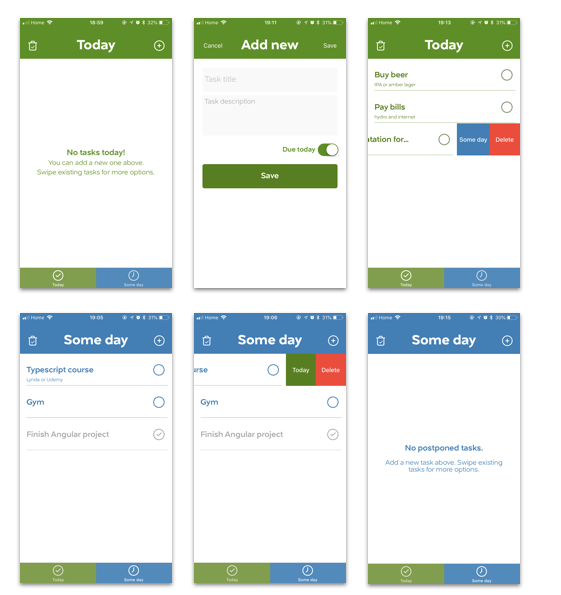 Home 18:59 32%
Today
No tasks today!
You can add a new one above.
Swipe existing tasks for more options.
Today Some day
Home 19:11 31%
Cancel Add new Save
Task title
Task description
Due today
Save
Home 19:13 31%
Today
Buy beer
IPA or amber lager
Pay bills
hydro and internet
tation for... Some day Delete
Today Some day
Home 19:05 31%
Some day
Typescript course
Lynda or Udemy
Gym
Finish Angular project
Today Some day
Home 19:06 31%
Some day
urse Today Delete
Gym
Finish Angular project
Today Some day
Home 19:15 30%
Some day
No postponed tasks.
Add a new task above. Swipe existing
tasks for more options.
Today Some day